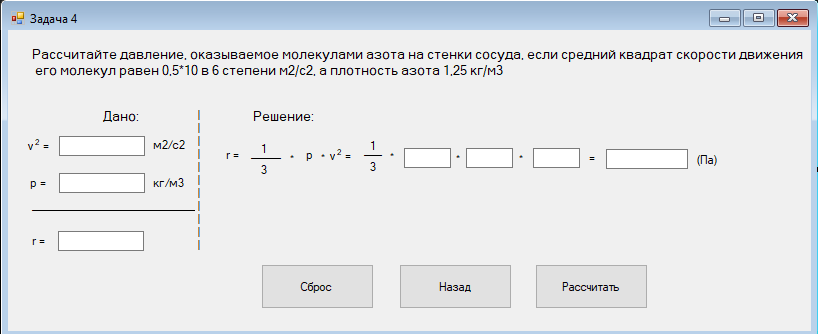 Задача 4
Рассчитайте давление, оказываемое молекулами азота на стенки сосуда, если средний квадрат скорости движения
его молекул равен 0,5*10 в 6 степени м2/с2, а плотность азота 1,25 кг/м3
Дано:
Решение:
v² = м2/с2
p = кг/м3
r =
r = 1/3 * p * v² = 1/3 * * * = (Па)
Сброс Назад Рассчитать